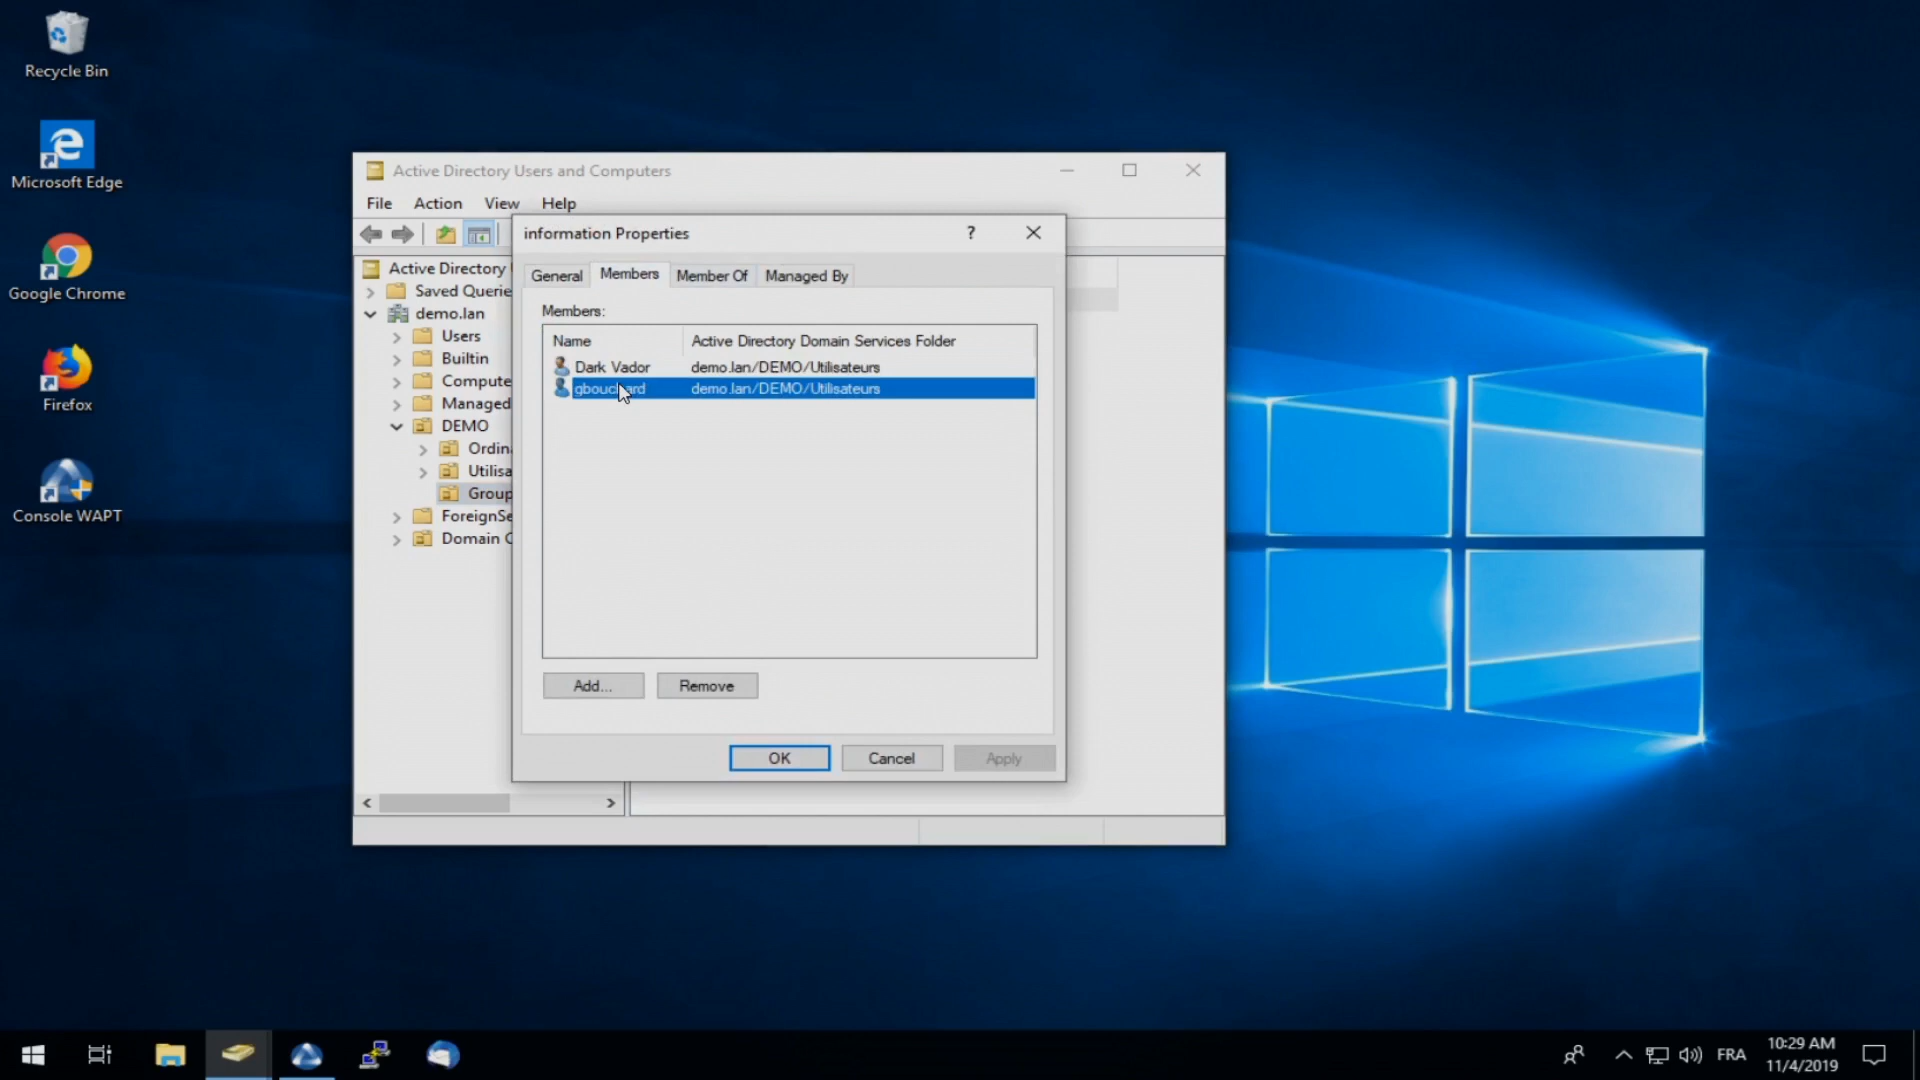 Recycle Bin
Microsoft Edge
Google Chrome
Firefox
Console WAPT
Active Directory Users and Computers
File Action View Help
information Properties
?
General Members Member Of Managed By
Members:
Name Active Directory Domain Services Folder
Dark Vador demo.lan/DEMO/Utilisateurs
demo.lan/DEMO/Utilisateurs
Add... Remove
OK Cancel Apply
Active Directory
Saved Querie
demo.lan
Users
Builtin
Compute
Managed
DEMO
Ordin
Utilisa
Group
ForeignSe
Domain C
FRA
10:29 AM
11/4/2019